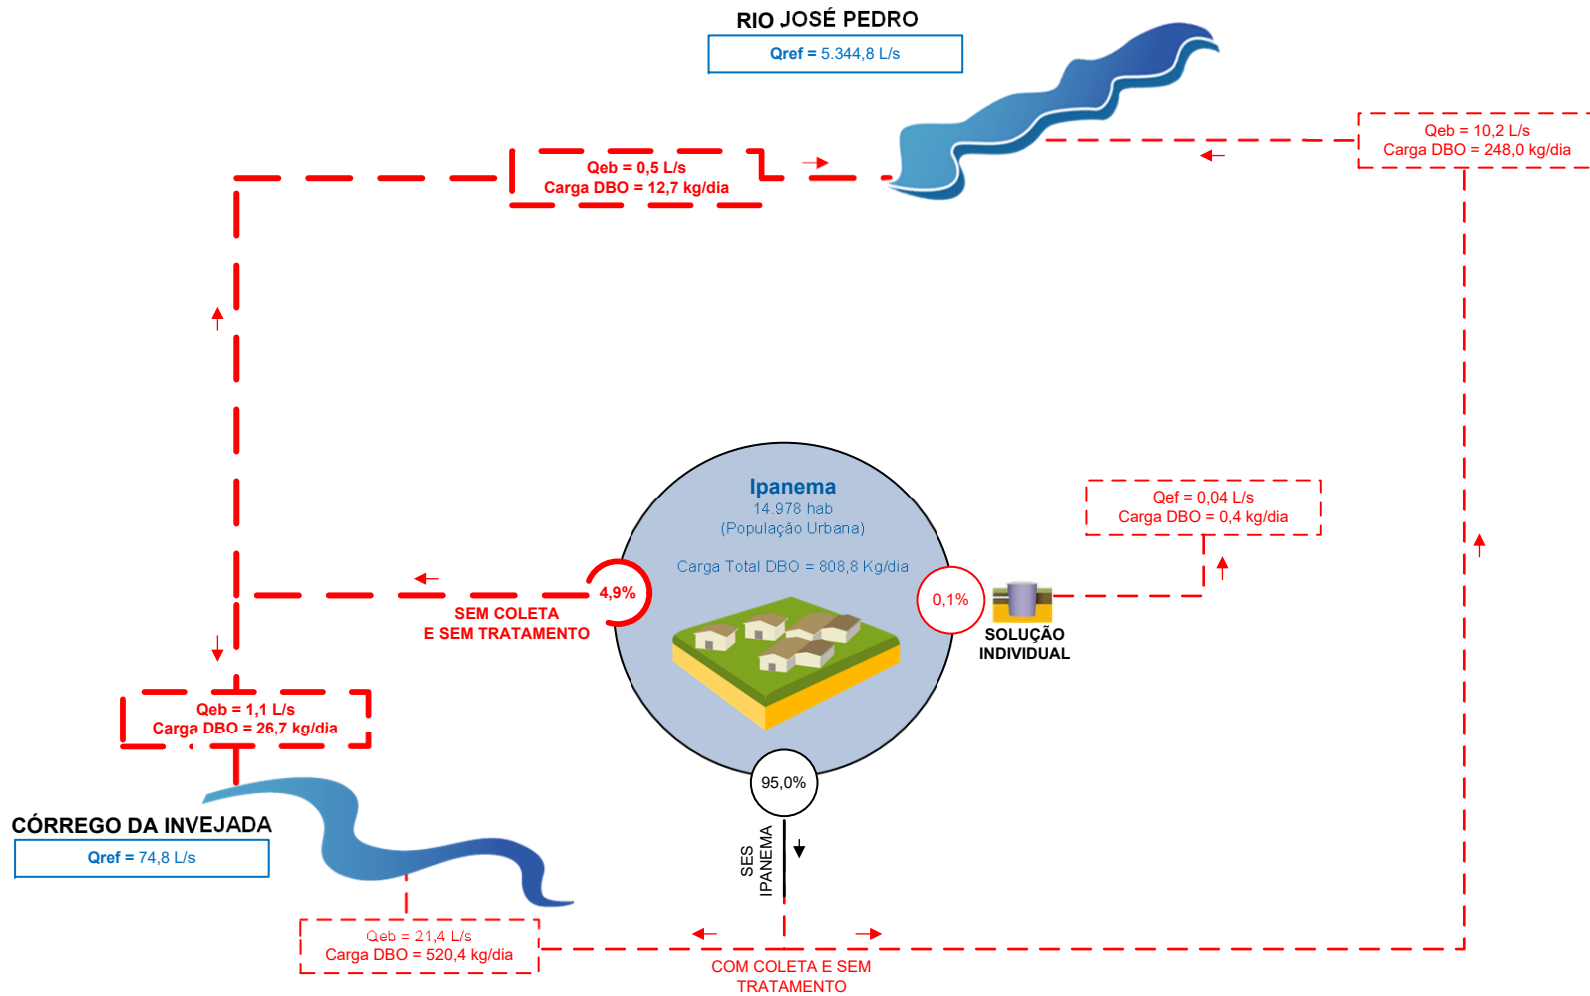 RIO JOSÉ PEDRO
Qref = 5.344,8 L/s
Qeb = 10,2 L/s
Carga DBO = 248,0 kg/dia
Qeb = 0,5 L/s
Carga DBO = 12,7 kg/dia
Ipanema
14.978 hab
(População Urbana)
Carga Total DBO = 808,8 Kg/dia
Qef = 0,04 L/s
Carga DBO = 0,4 kg/dia
4,9%
0,1%
SEM COLETA
E SEM TRATAMENTO
SOLUÇÃO
INDIVIDUAL
Qeb = 1,1 L/s
Carga DBO = 26,7 kg/dia
95,0%
CÓRREGO DA INVEJADA
Qref = 74,8 L/s
SES
IPANEMA
Qeb = 21,4 L/s
Carga DBO = 520,4 kg/dia
COM COLETA E SEM
TRATAMENTO